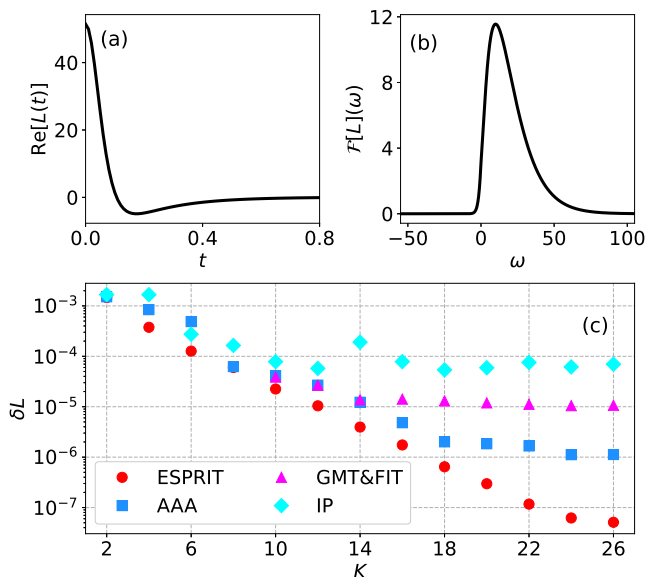 (a)
Re[L(t)]
40
20
0
0.0 0.4 0.8
t
(b)
𝓕[L](ω)
12
8
4
0
−50 0 50 100
ω
(c)
δL
10⁻³
10⁻⁴
10⁻⁵
10⁻⁶
10⁻⁷
ESPRIT GMT&FIT
AAA IP
2 6 10 14 18 22 26
K